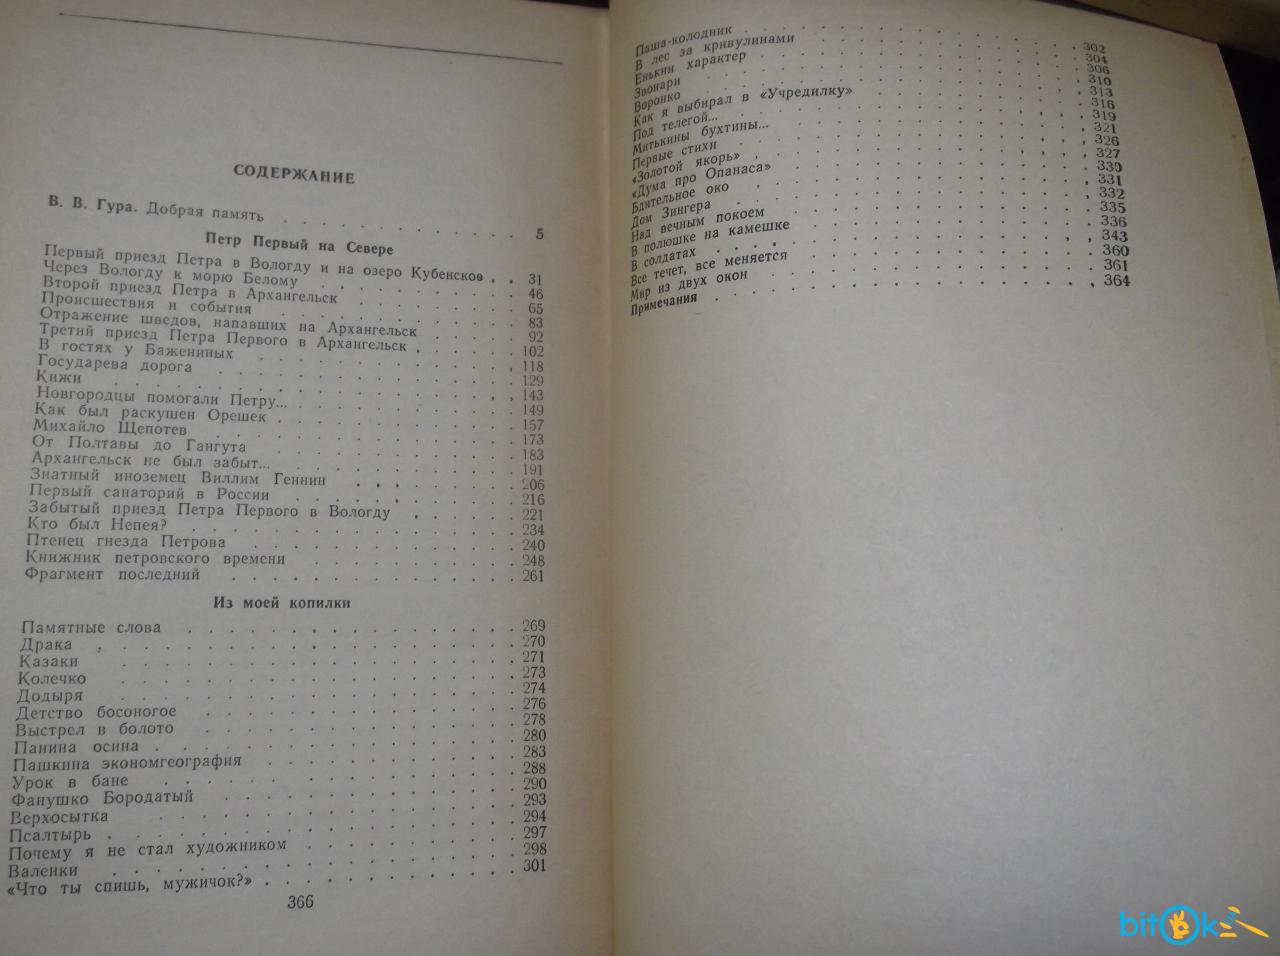 СОДЕРЖАНИЕ
В. В. Гура. Добрая память . . . 5
Петр Первый на Севере
Первый приезд Петра в Вологду и на озеро Кубенское . . 31
Через Вологду к морю Белому . . . 46
Второй приезд Петра в Архангельск . . . 65
Происшествия и события . . . 83
Отражение шведов, напавших на Архангельск . . . 92
Третий приезд Петра Первого в Архангельск . . . 102
В гостях у Бажениных . . . 118
Государева дорога . . . 129
Кижи . . . 143
Новгородцы помогали Петру... . . . 149
Как был раскушен Орешек . . . 157
Михайло Щепотев . . . 173
От Полтавы до Гангута . . . 183
Архангельск не был забыт... . . . 191
Знатный иноземец Виллим Геннин . . . 206
Первый санаторий в России . . . 216
Забытый приезд Петра Первого в Вологду . . . 221
Кто был Непея? . . . 234
Птенец гнезда Петрова . . . 240
Книжник петровского времени . . . 248
Фрагмент последний . . . 261
Из моей копилки
Памятные слова . . . 269
Драка . . . 270
Казаки . . . 271
Колечко . . . 273
Додыря . . . 274
Детство босоногое . . . 276
Выстрел в болото . . . 278
Панина осина . . . 280
Пашкина экономгеография . . . 283
Урок в бане . . . 288
Фанушко Бородатый . . . 290
Верхосытка . . . 293
Псалтырь . . . 294
Почему я не стал художником . . . 297
Валенки . . . 298
«Что ты спишь, мужичок?» . . . 301
366
Паша-колодник . . . 302
В лес за кривулинами . . . 304
Енькин характер . . . 306
Звонари . . . 310
Воронко . . . 313
Как я выбирал в «Учредилку» . . . 316
Под телегой... . . . 319
Митькины бухтины... . . . 321
Первые стихи . . . 326
«Золотой якорь» . . . 327
«Дума про Опанаса» . . . 330
Бдительное око . . . 331
Дом Зингера . . . 332
Над вечным покоем . . . 335
В полюшке на камешке . . . 336
В солдатах . . . 343
Все течет, все меняется . . . 360
Мир из двух окон . . . 361
Примечания . . . 364
bitok